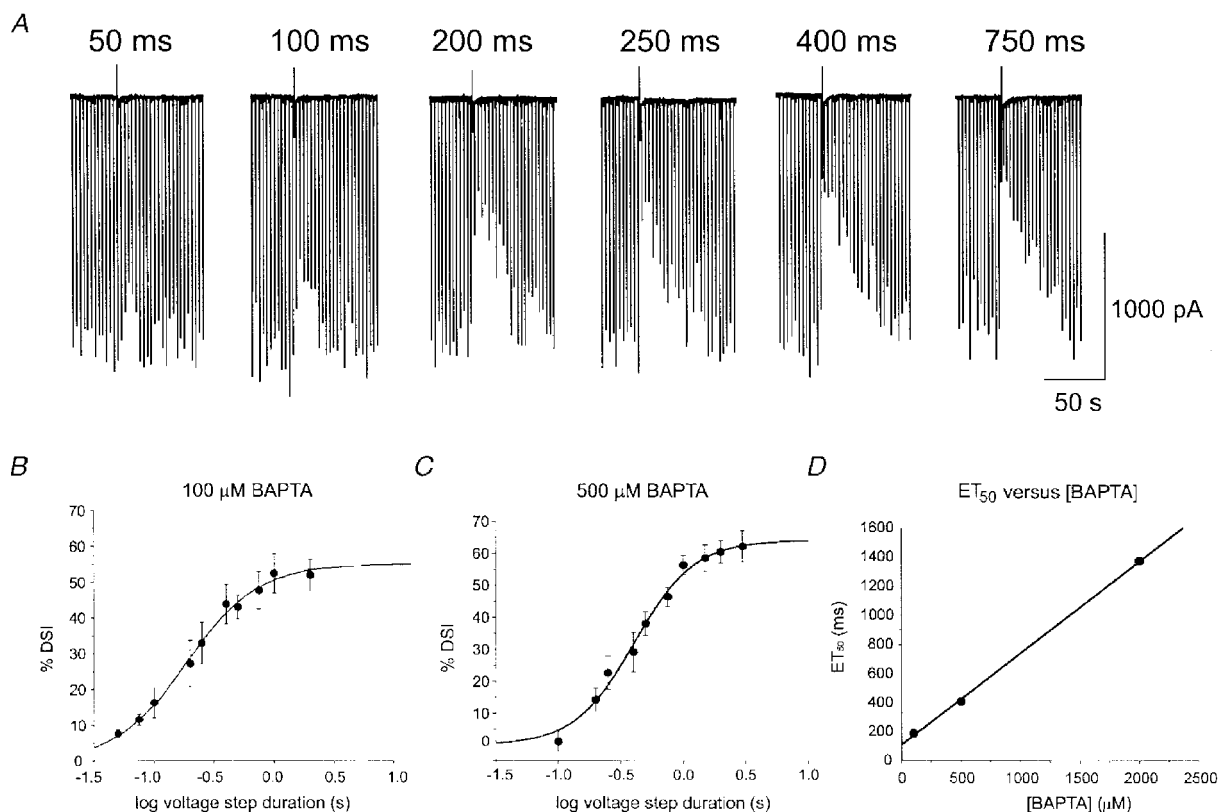 A
50 ms 100 ms 200 ms 250 ms 400 ms 750 ms
1000 pA
50 s
B
100 μM BAPTA
% DSI
70
60
50
40
30
20
10
0
-1.5 -1.0 -0.5 0.0 0.5 1.0
log voltage step duration (s)
C
500 μM BAPTA
% DSI
70
60
50
40
30
20
10
0
-1.5 -1.0 -0.5 0.0 0.5 1.0
log voltage step duration (s)
D
ET50 versus [BAPTA]
ET50 (ms)
1600
1400
1200
1000
800
600
400
200
0
0 500 1000 1500 2000 2500
[BAPTA] (μM)